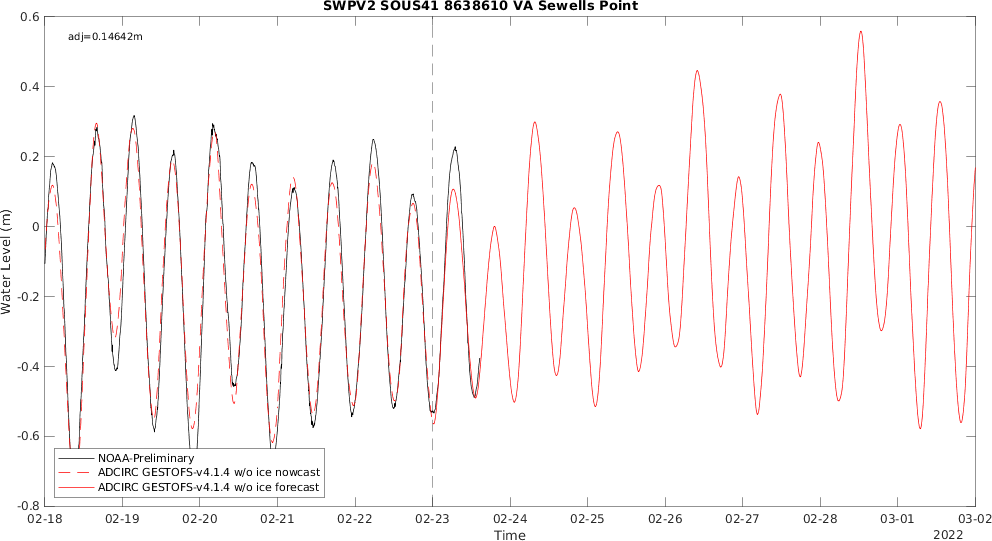 SWPV2 SOUS41 8638610 VA Sewells Point
adj=0.14642m
0.6
0.4
0.2
0
-0.2
-0.4
-0.6
-0.8
Water Level (m)
NOAA-Preliminary
ADCIRC GESTOFS-v4.1.4 w/o ice nowcast
ADCIRC GESTOFS-v4.1.4 w/o ice forecast
02-18 02-19 02-20 02-21 02-22 02-23 02-24 02-25 02-26 02-27 02-28 03-01 03-02
Time
2022